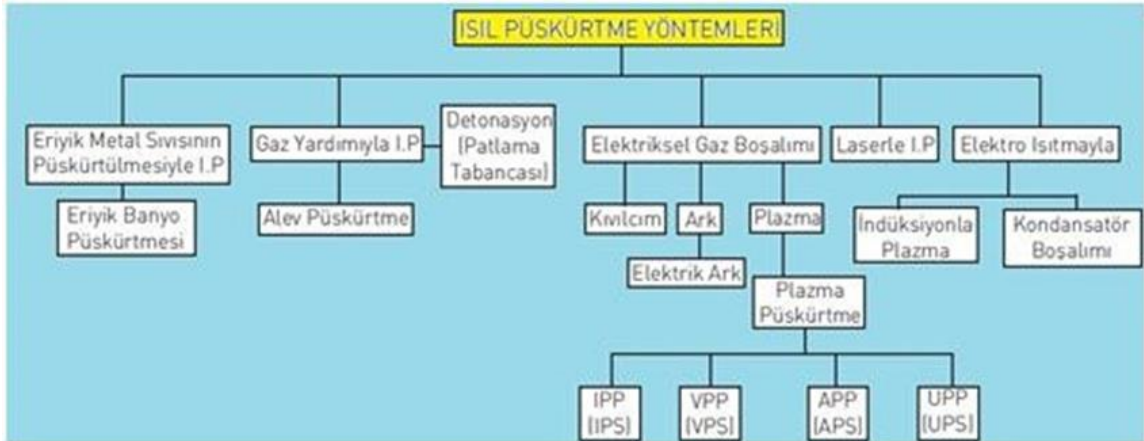 ISIL PÜSKÜRTME YÖNTEMLERİ
Eriyik Metal Sıvısının
Püskürtülmesiyle I.P
Gaz Yardımıyla I.P
Detonasyon
(Patlama
Tabancası)
Elektriksel Gaz Boşalımı
Laserle I.P
Elektro Isıtmayla
Eriyik Banyo
Püskürtmesi
Alev Püskürtme
Kıvılcım
Ark
Plazma
İndüksiyonla
Plazma
Kondansatör
Boşalımı
Elektrik Ark
Plazma
Püskürtme
IPP
(IPS)
VPP
(VPS)
APP
(APS)
UPP
(UPS)